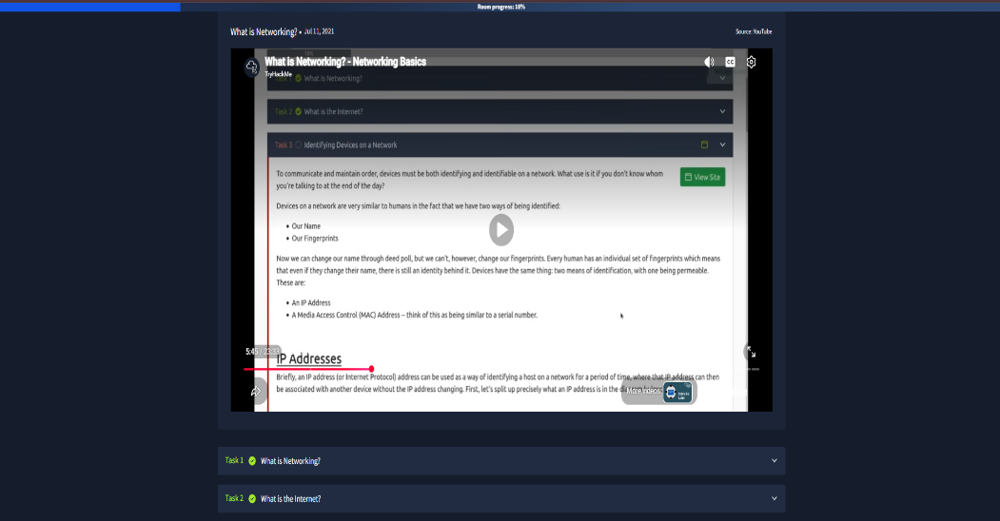 Room progress: 18%
What is Networking? • Jul 11, 2021
Source: YouTube
What is Networking? - Networking Basics
TryHackMe
CC
What is Networking?
Task 2 What is the Internet?
Task 3 Identifying Devices on a Network
To communicate and maintain order, devices must be both identifying and identifiable on a network. What use is it if you don't know whom
you're talking to at the end of the day?
View Site
Devices on a network are very similar to humans in the fact that we have two ways of being identified:
• Our Name
• Our Fingerprints
Now we can change our name through deed poll, but we can't, however, change our fingerprints. Every human has an individual set of fingerprints which means
that even if they change their name, there is still an identity behind it. Devices have the same thing: two means of identification, with one being permeable.
These are:
• An IP Address
• A Media Access Control (MAC) Address -- think of this as being similar to a serial number.
5:45 / 23:33
IP Addresses
Briefly, an IP address (or Internet Protocol) address can be used as a way of identifying a host on a network for a period of time, where that IP address can then
be associated with another device without the IP address changing. First, let's split up precisely what an IP address is in the
More videos
Task 1 What is Networking?
Task 2 What is the Internet?